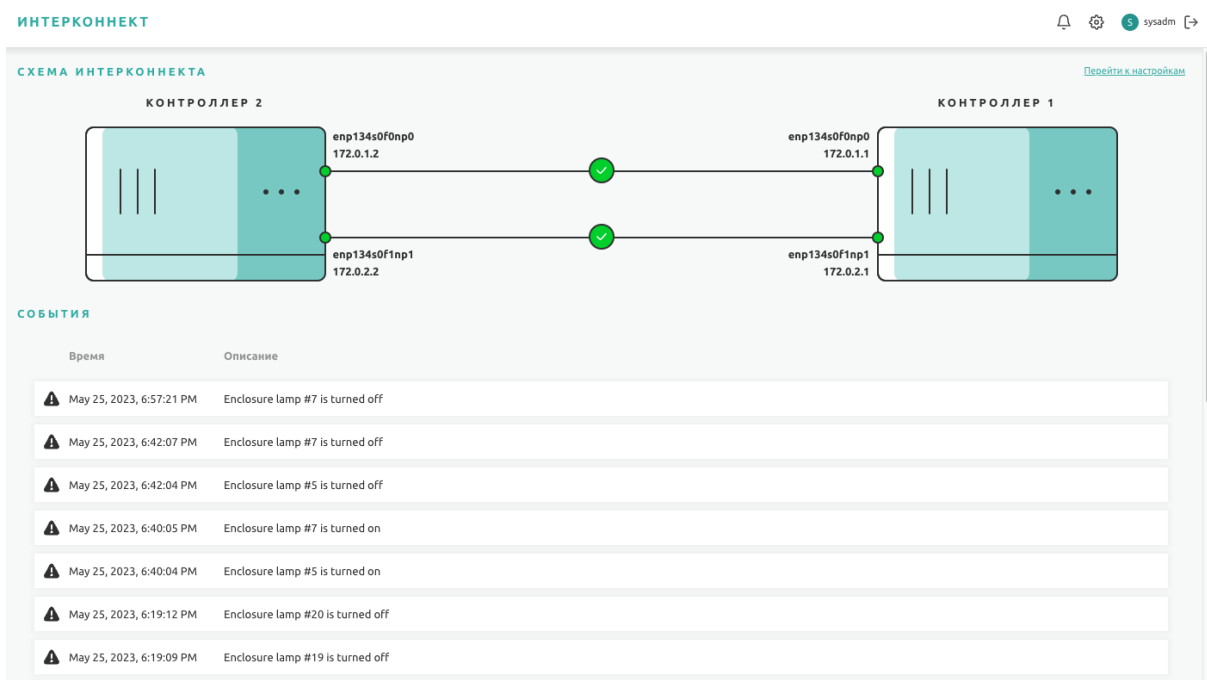 ИНТЕРКОННЕКТ
S sysadm
СХЕМА ИНТЕРКОННЕКТА
Перейти к настройкам
КОНТРОЛЛЕР 2
КОНТРОЛЛЕР 1
enp134s0f0np0
172.0.1.2
enp134s0f0np0
172.0.1.1
enp134s0f1np1
172.0.2.2
enp134s0f1np1
172.0.2.1
СОБЫТИЯ
Время Описание
May 25, 2023, 6:57:21 PM Enclosure lamp #7 is turned off
May 25, 2023, 6:42:07 PM Enclosure lamp #7 is turned off
May 25, 2023, 6:42:04 PM Enclosure lamp #5 is turned off
May 25, 2023, 6:40:05 PM Enclosure lamp #7 is turned on
May 25, 2023, 6:40:04 PM Enclosure lamp #5 is turned on
May 25, 2023, 6:19:12 PM Enclosure lamp #20 is turned off
May 25, 2023, 6:19:09 PM Enclosure lamp #19 is turned off